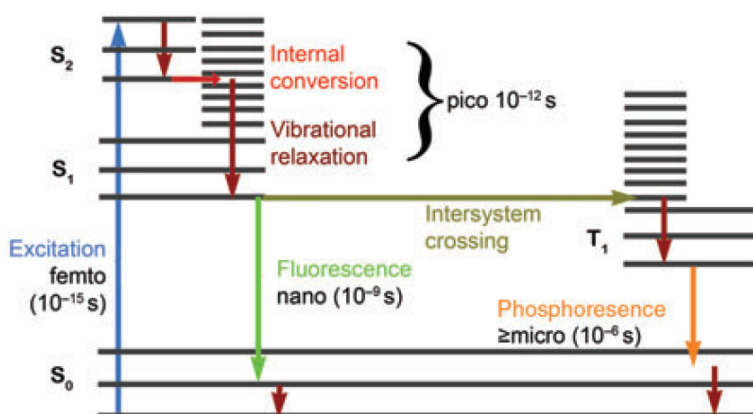 S2
Internal
conversion
pico 10–12 s
Vibrational
relaxation
S1
Intersystem
crossing
T1
Excitation
femto
(10–15 s)
Fluorescence
nano (10–9 s)
Phosphoresence
≥micro (10–6 s)
S0